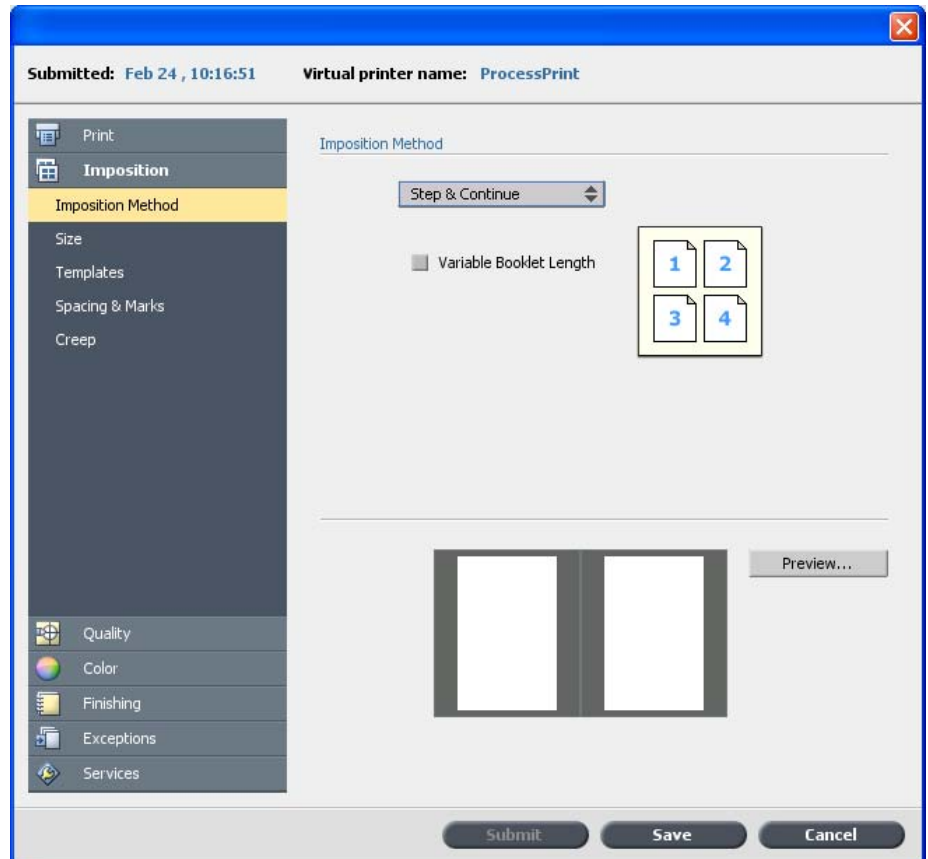 Submitted: Feb 24 , 10:16:51 Virtual printer name: ProcessPrint
Print
Imposition
Imposition Method
Size
Templates
Spacing & Marks
Creep
Quality
Color
Finishing
Exceptions
Services
Imposition Method
Step & Continue
Variable Booklet Length
1 2
3 4
Preview...
Submit Save Cancel